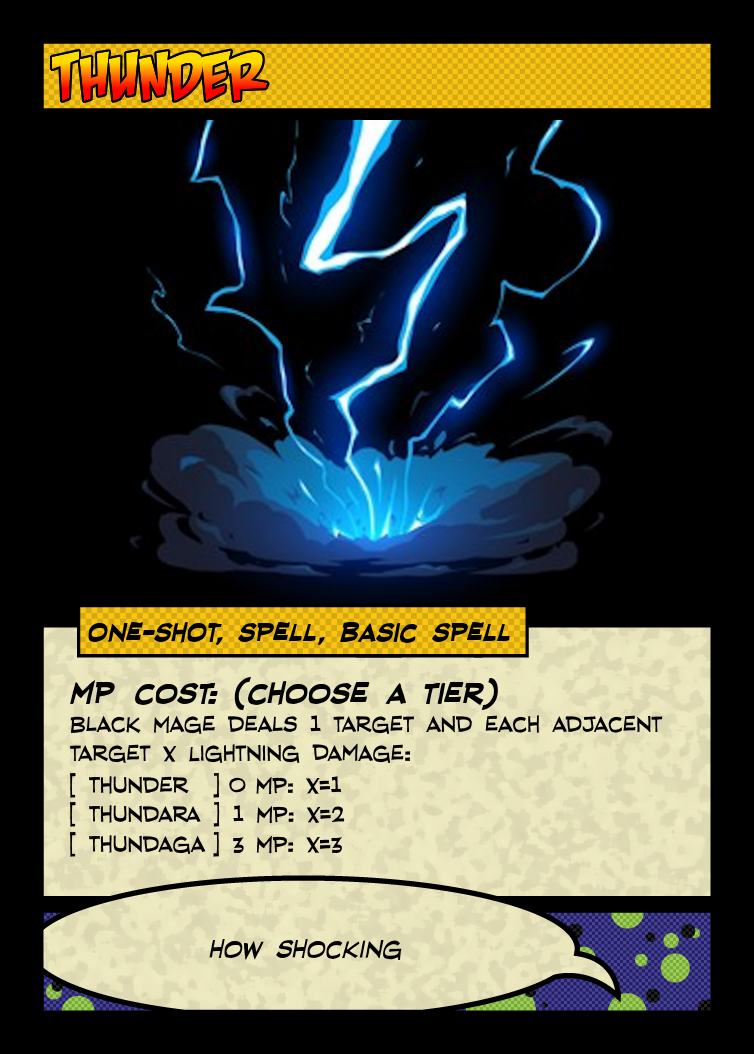 THUNDER
ONE-SHOT, SPELL, BASIC SPELL
MP COST: (CHOOSE A TIER)
BLACK MAGE DEALS 1 TARGET AND EACH ADJACENT
TARGET X LIGHTNING DAMAGE:
[ THUNDER ] 0 MP: X=1
[ THUNDARA ] 1 MP: X=2
[ THUNDAGA ] 3 MP: X=3
HOW SHOCKING